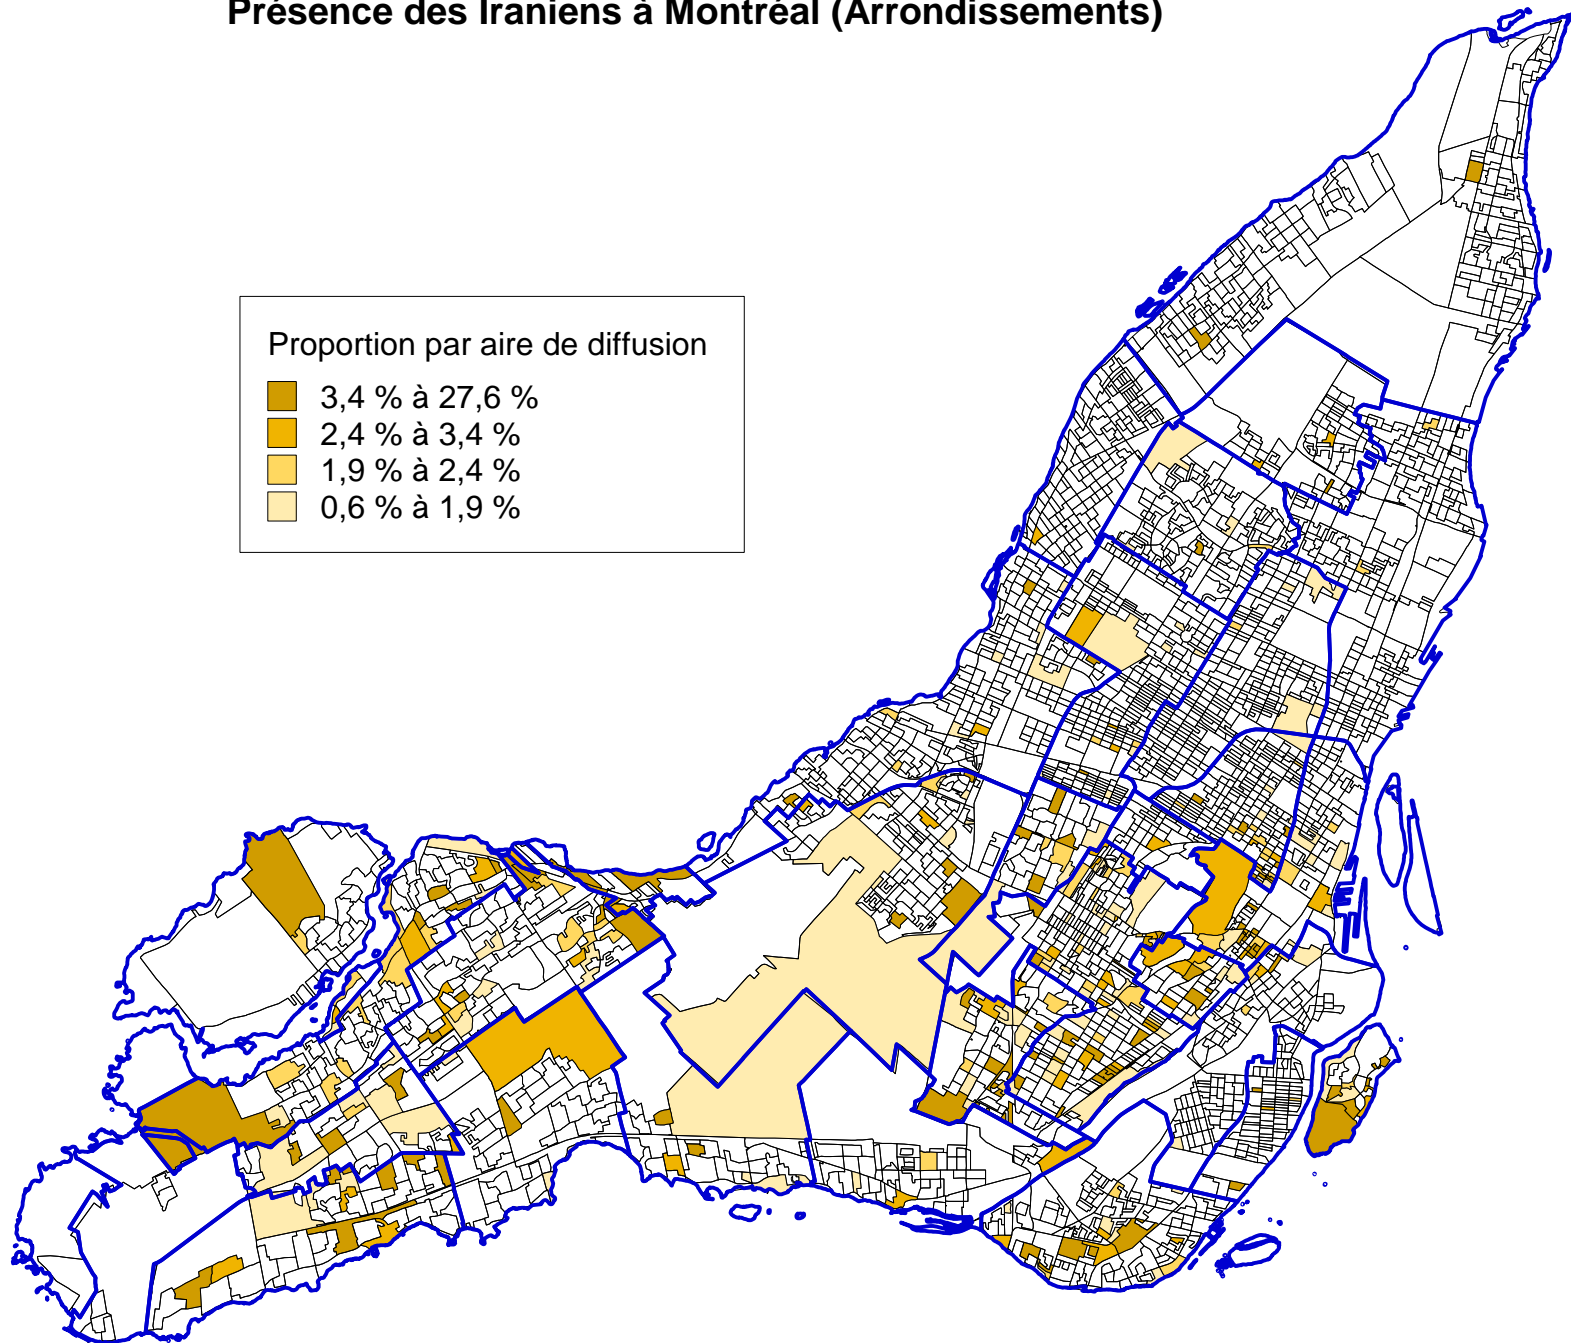 Présence des Iraniens à Montréal (Arrondissements)
Proportion par aire de diffusion
3,4 % à 27,6 %
2,4 % à 3,4 %
1,9 % à 2,4 %
0,6 % à 1,9 %